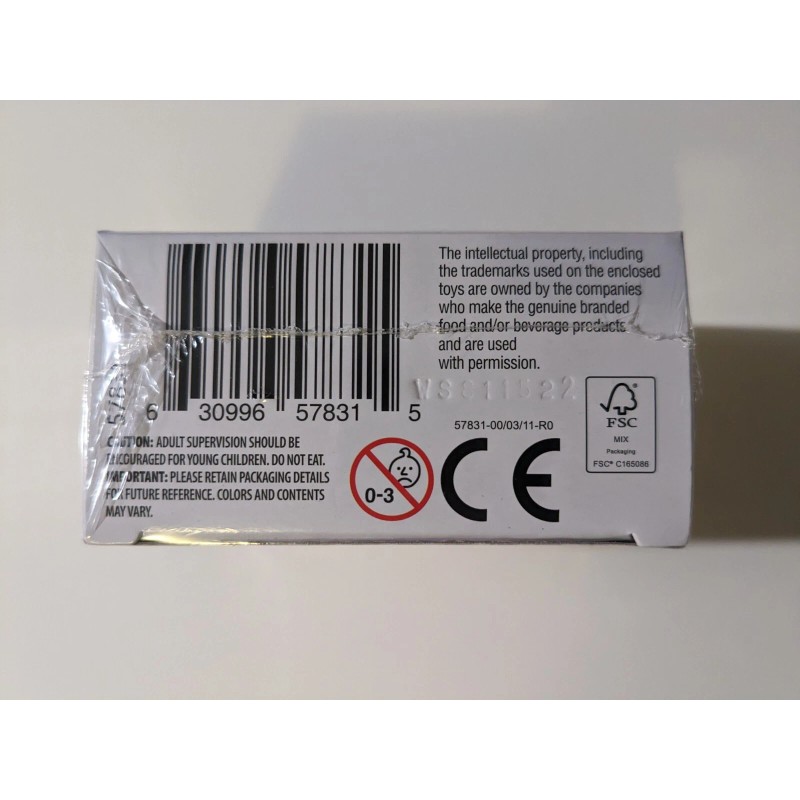 The intellectual property, including
the trademarks used on the enclosed
toys are owned by the companies
who make the genuine branded
food and/or beverage products
and are used
with permission.
6 30996 57831 5
57831-00/03/11-R0
CAUTION: ADULT SUPERVISION SHOULD BE
ENCOURAGED FOR YOUNG CHILDREN. DO NOT EAT.
IMPORTANT: PLEASE RETAIN PACKAGING DETAILS
FOR FUTURE REFERENCE. COLORS AND CONTENTS
MAY VARY.
0-3
CE
FSC
MIX
Packaging
FSC® C165086